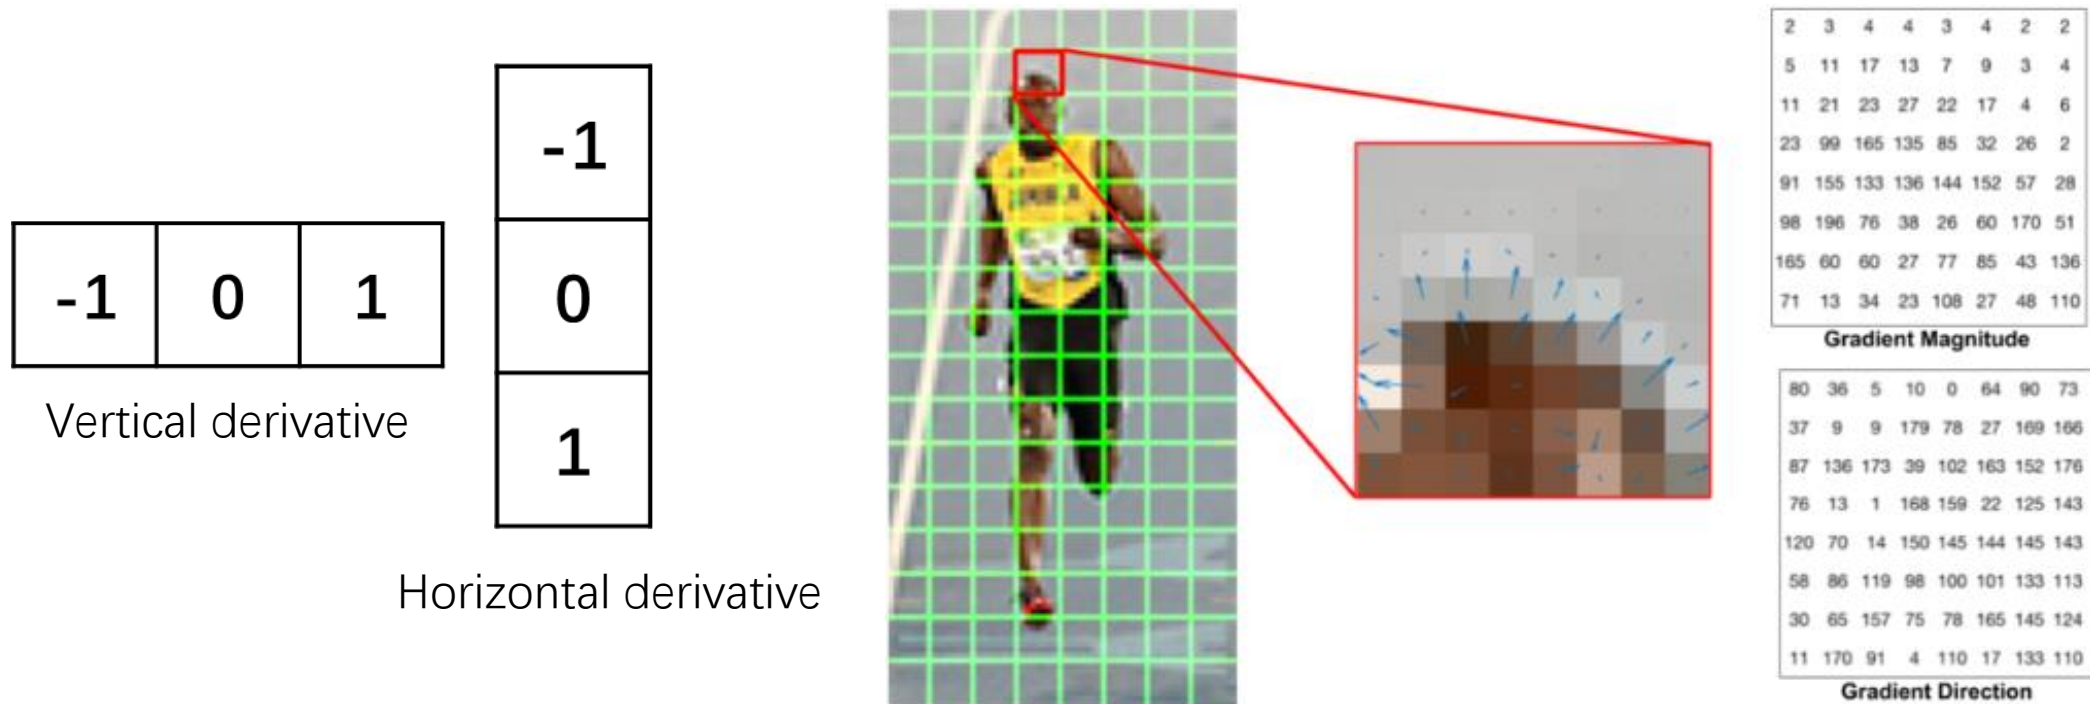 -1 0 1
Vertical derivative
-1
0
1
Horizontal derivative
2 3 4 4 3 4 2 2
5 11 17 13 7 9 3 4
11 21 23 27 22 17 4 6
23 99 165 135 85 32 26 2
91 155 133 136 144 152 57 28
98 196 76 38 26 60 170 51
165 60 60 27 77 85 43 136
71 13 34 23 108 27 48 110
Gradient Magnitude
80 36 5 10 0 64 90 73
37 9 9 179 78 27 169 166
87 136 173 39 102 163 152 176
76 13 1 168 159 22 125 143
120 70 14 150 145 144 145 143
58 86 119 98 100 101 133 113
30 65 157 75 78 165 145 124
11 170 91 4 110 17 133 110
Gradient Direction